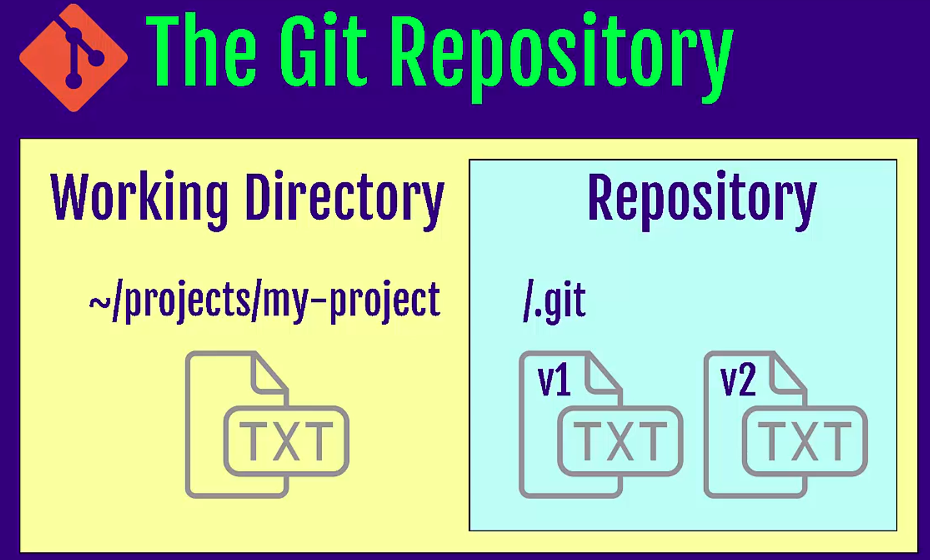 The Git Repository
Working Directory
~/projects/my-project
TXT
Repository
/.git
v1
TXT
v2
TXT